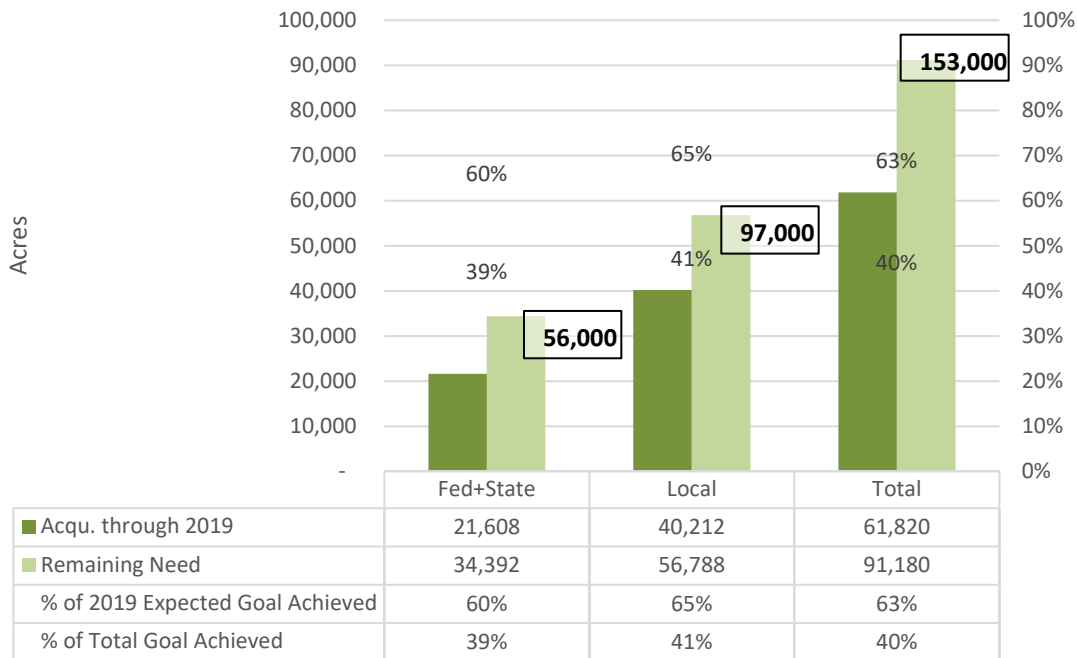 100,000 100%
90,000 153,000 90%
80,000 80%
70,000 65% 63% 70%
60,000 60% 60%
50,000 97,000 50%
Acres
40,000 39% 41% 40% 40%
30,000 56,000 30%
20,000 20%
10,000 10%
- 0%
Fed+State Local Total
Acqu. through 2019 21,608 40,212 61,820
Remaining Need 34,392 56,788 91,180
% of 2019 Expected Goal Achieved 60% 65% 63%
% of Total Goal Achieved 39% 41% 40%